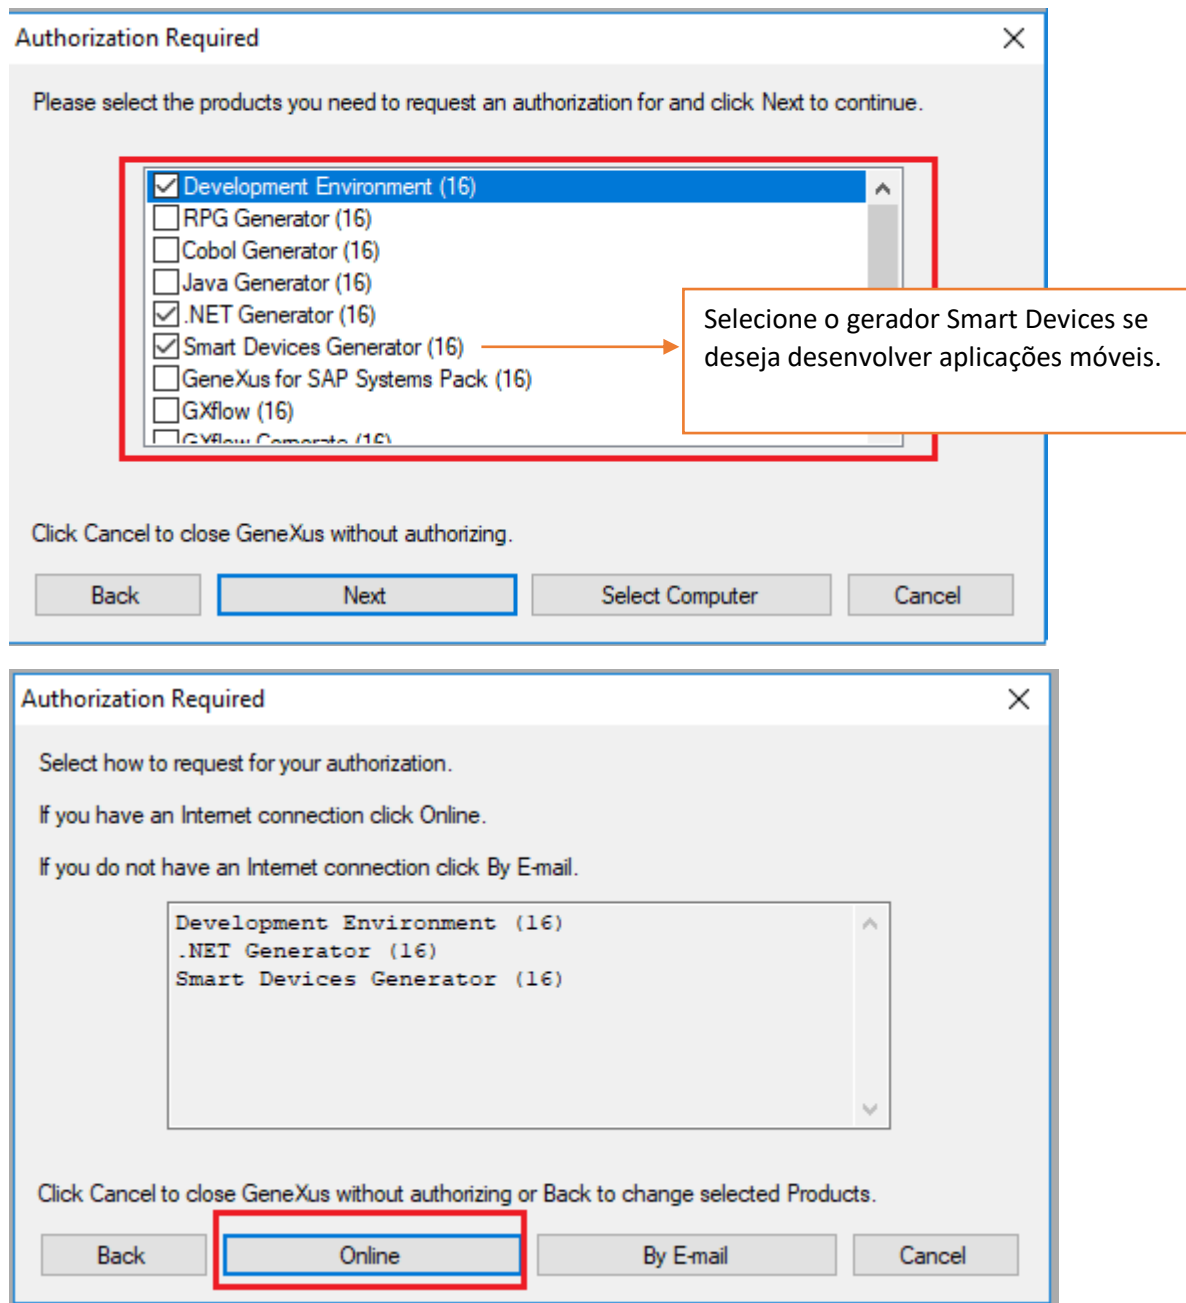 Authorization Required
Please select the products you need to request an authorization for and click Next to continue.
Development Environment (16)
RPG Generator (16)
Cobol Generator (16)
Java Generator (16)
.NET Generator (16)
Smart Devices Generator (16)
GeneXus for SAP Systems Pack (16)
GXflow (16)
GXflow Corporate (16)
Selecione o gerador Smart Devices se
deseja desenvolver aplicações móveis.
Click Cancel to close GeneXus without authorizing.
Back Next Select Computer Cancel
Authorization Required
Select how to request for your authorization.
If you have an Internet connection click Online.
If you do not have an Internet connection click By E-mail.
Development Environment (16)
.NET Generator (16)
Smart Devices Generator (16)
Click Cancel to close GeneXus without authorizing or Back to change selected Products.
Back Online By E-mail Cancel